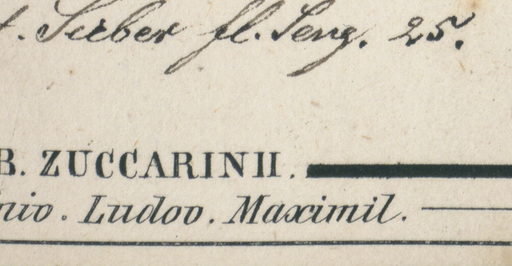 t. Sieber fl. Seng. 25.
B. ZUCCARINII.
nio. Ludov. Maximil.